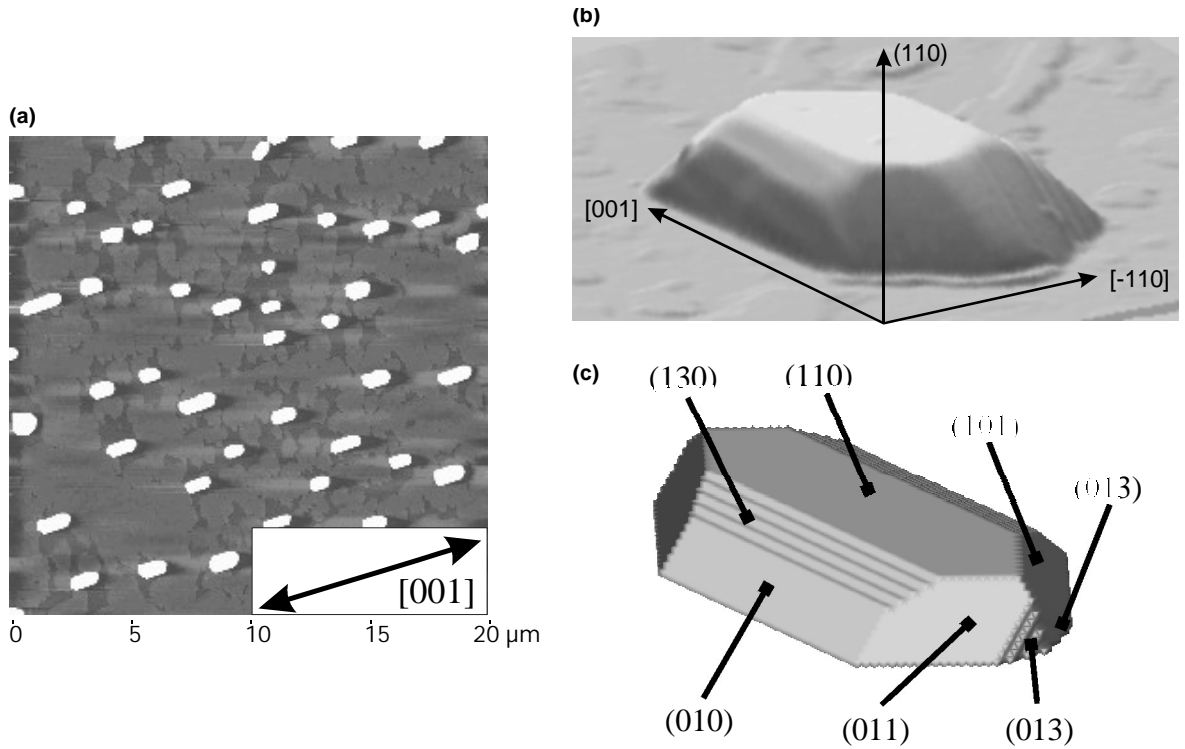 (a)
[001]
0 5 10 15 20 µm
(b)
(110)
[001]
[-110]
(c)
(130) (110)
(101)
(013)
(010) (011) (013)